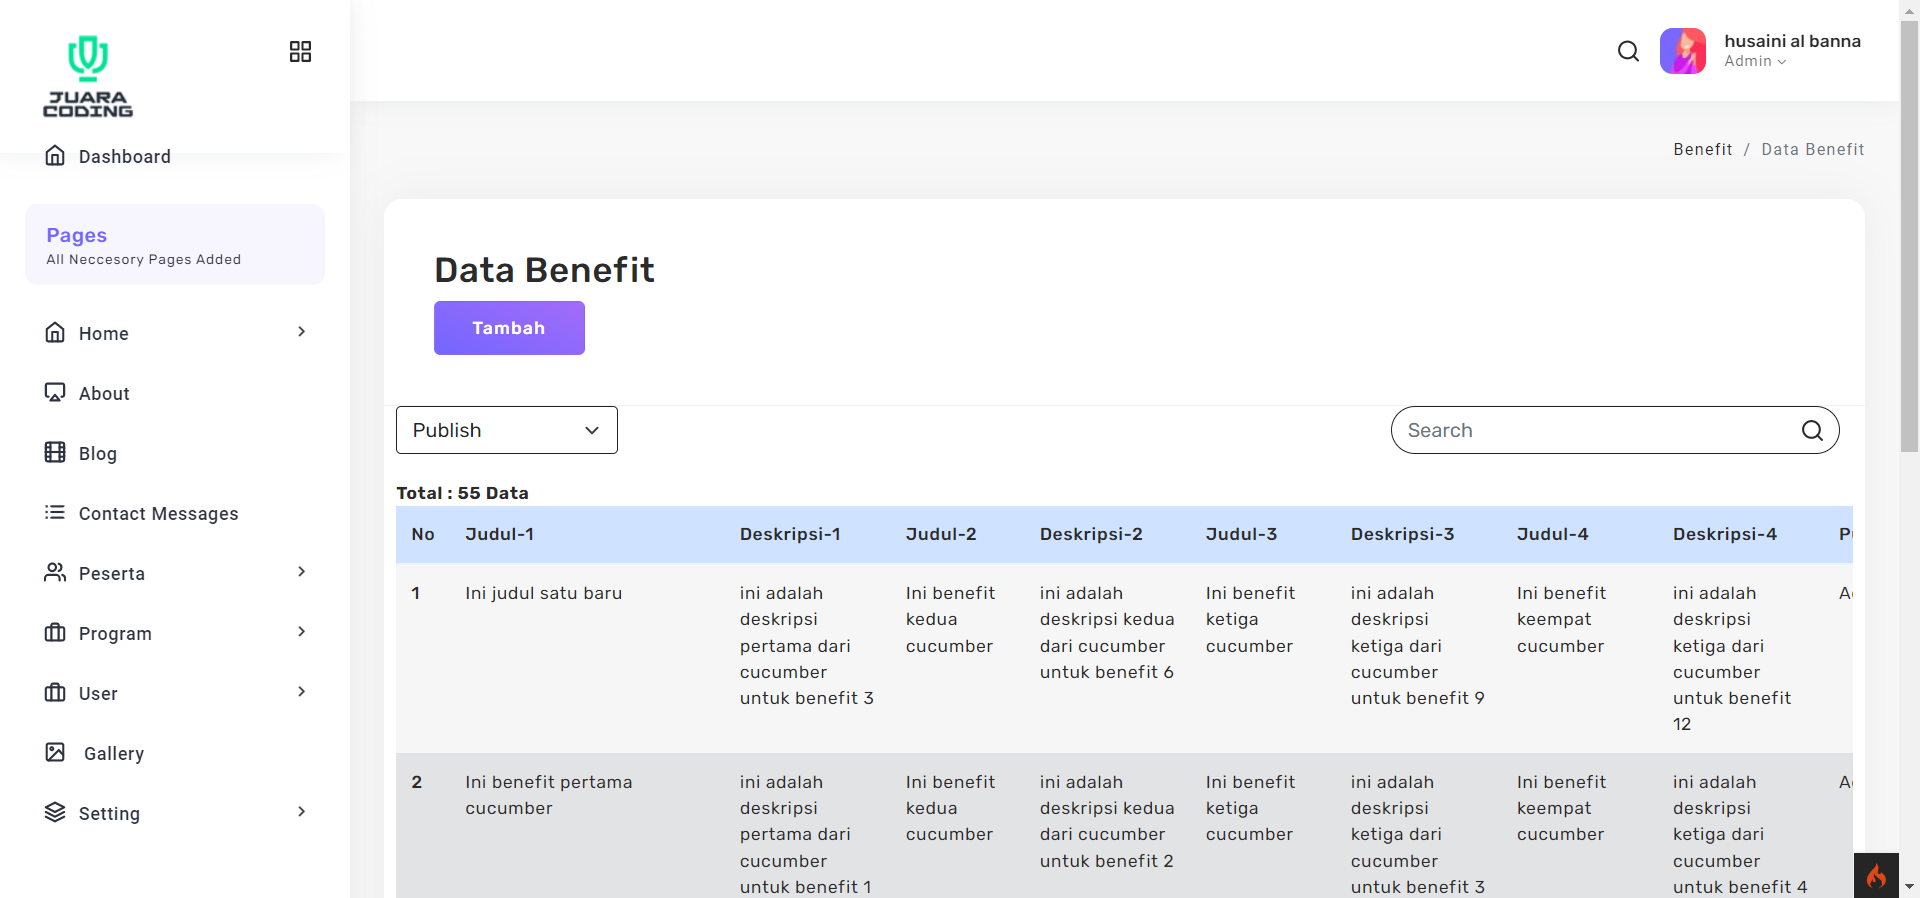 JUARA
CODING
husaini al banna
Admin
Dashboard
Benefit / Data Benefit
Pages
All Neccesory Pages Added
Home
About
Blog
Contact Messages
Peserta
Program
User
Gallery
Setting
Data Benefit
Tambah
Publish
Search
Total : 55 Data
No Judul-1 Deskripsi-1 Judul-2 Deskripsi-2 Judul-3 Deskripsi-3 Judul-4 Deskripsi-4
1 Ini judul satu baru ini adalah Ini benefit ini adalah Ini benefit ini adalah Ini benefit ini adalah
deskripsi kedua deskripsi kedua ketiga deskripsi keempat deskripsi
pertama dari cucumber dari cucumber cucumber ketiga dari cucumber ketiga dari
cucumber untuk benefit 6 cucumber cucumber
untuk benefit 3 untuk benefit 9 untuk benefit
12
2 Ini benefit pertama ini adalah Ini benefit ini adalah Ini benefit ini adalah Ini benefit ini adalah
cucumber deskripsi kedua deskripsi kedua ketiga deskripsi keempat deskripsi
pertama dari cucumber dari cucumber cucumber ketiga dari cucumber ketiga dari
cucumber untuk benefit 2 cucumber cucumber
untuk benefit 1 untuk benefit 3 untuk benefit 4